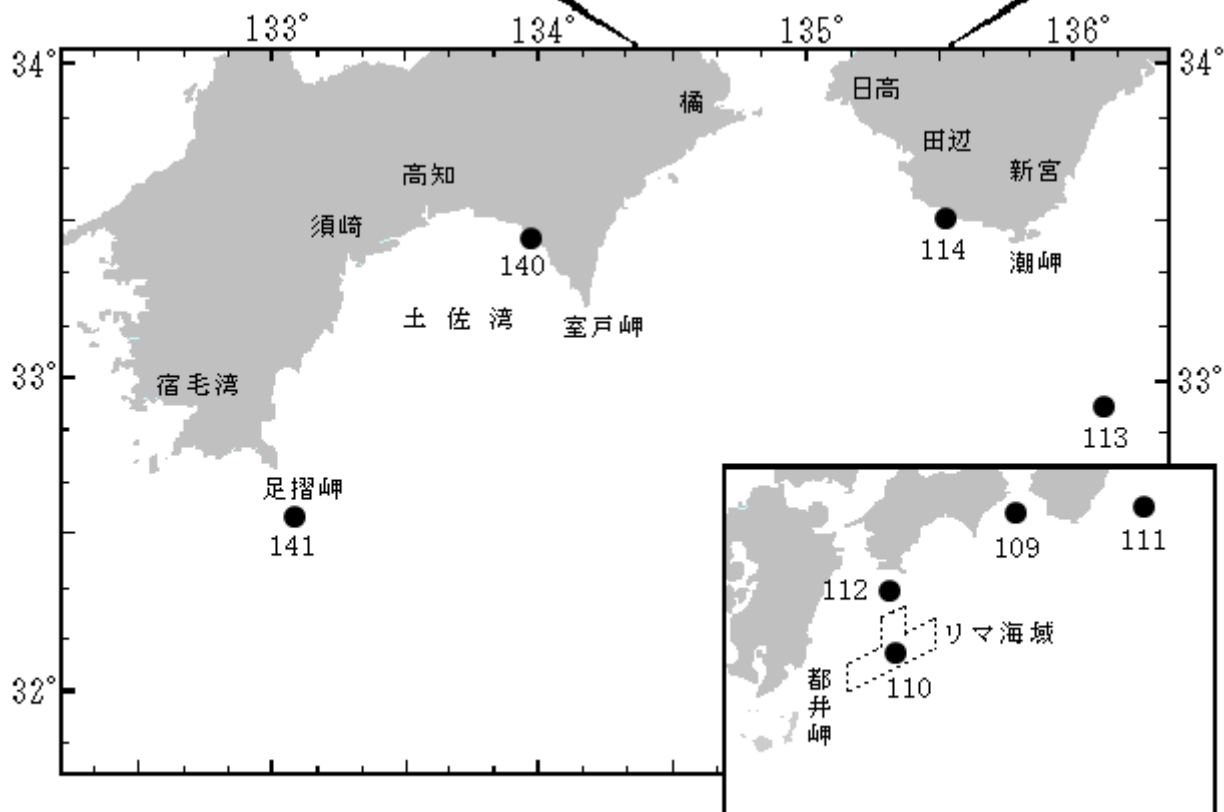 133° 134° 135° 136°
34° 34°
橘 日高
田辺
高知 新宮
須崎
140 114 潮岬
土佐湾 室戸岬
33° 33°
宿毛湾
113
足摺岬
141
109 111
112
リマ海域
110
32°
都井岬